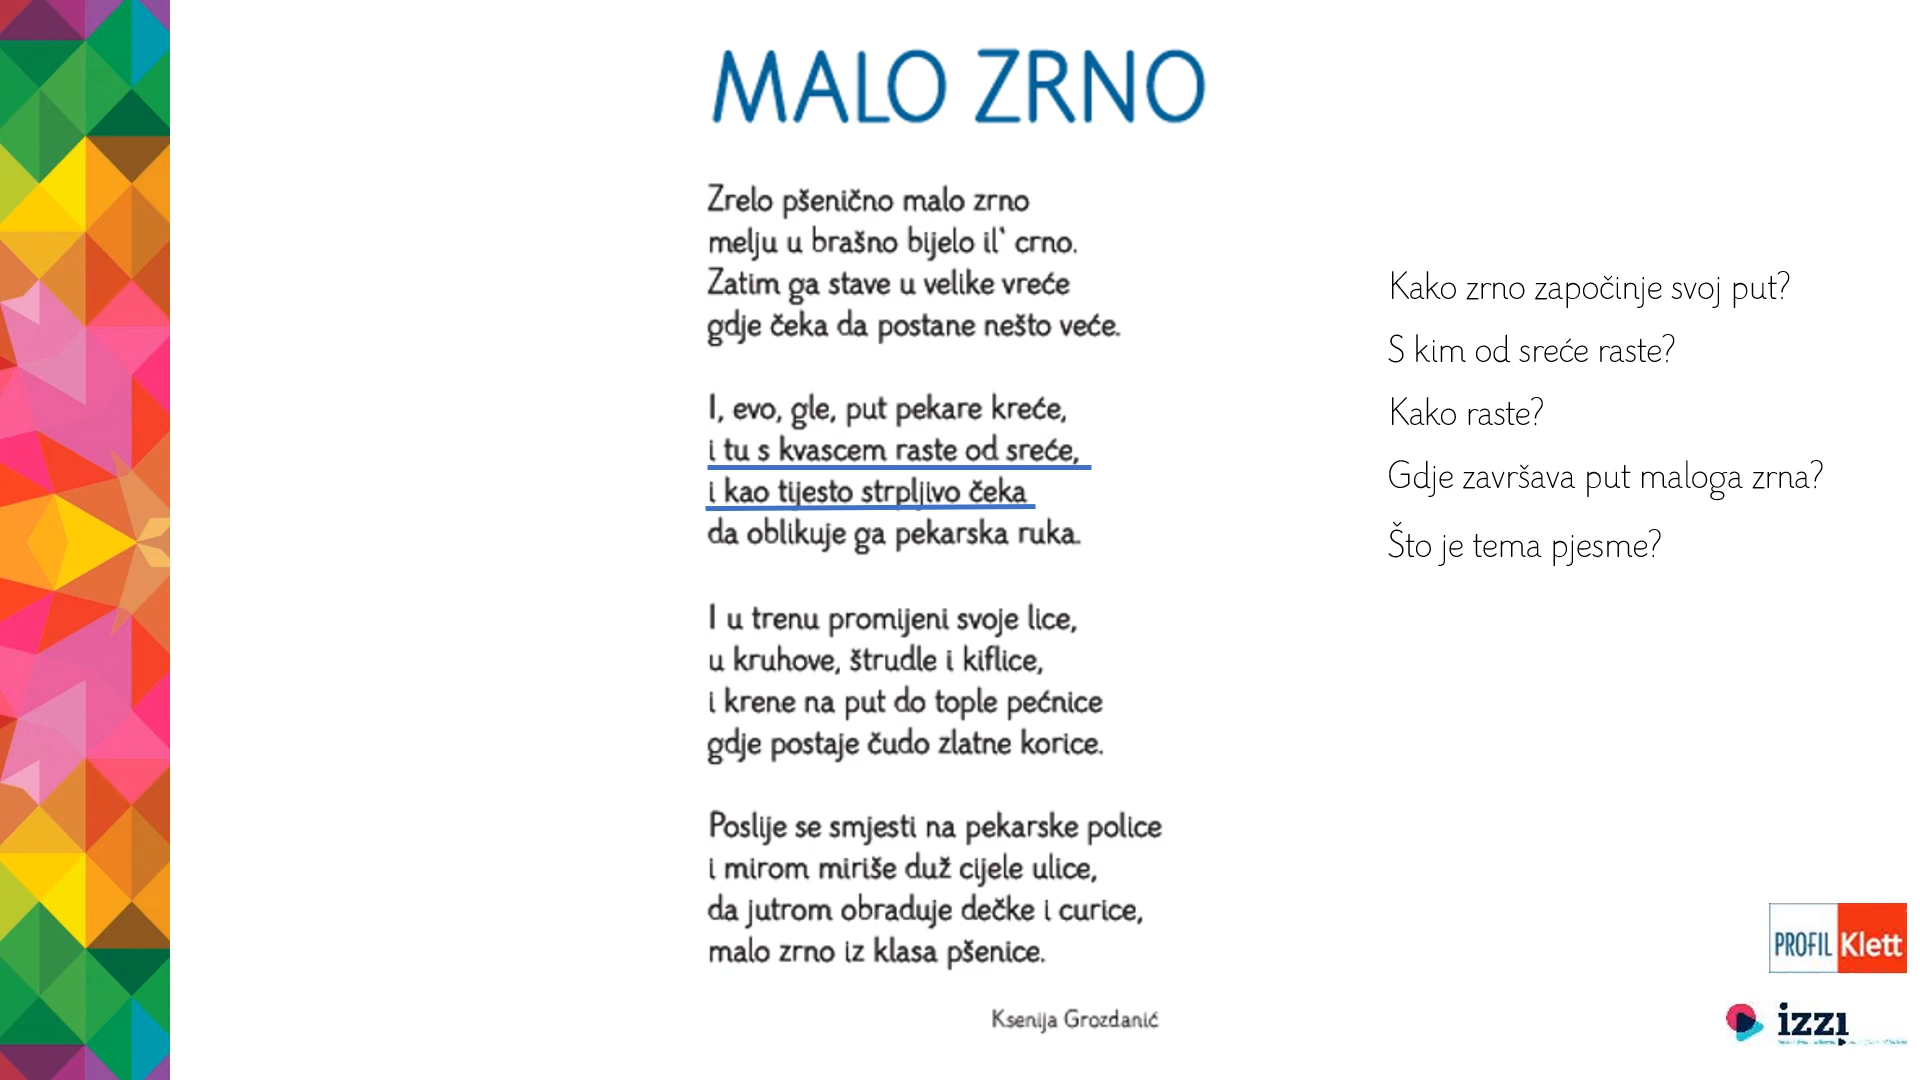 MALO ZRNO
Zrelo pšenično malo zrno
melju u brašno bijelo il` crno.
Zatim ga stave u velike vreće
gdje čeka da postane nešto veće.
I, evo, gle, put pekare kreće,
i tu s kvascem raste od sreće,
i kao tijesto strpljivo čeka
da oblikuje ga pekarska ruka.
I u trenu promijeni svoje lice,
u kruhove, štrudle i kiflice,
i krene na put do tople pećnice
gdje postaje čudo zlatne korice.
Poslije se smjesti na pekarske police
i mirom miriše duž cijele ulice,
da jutrom obraduje dečke i curice,
malo zrno iz klasa pšenice.
Ksenija Grozdanić
Kako zrno započinje svoj put?
S kim od sreće raste?
Kako raste?
Gdje završava put maloga zrna?
Što je tema pjesme?
PROFIL Klett
izzi